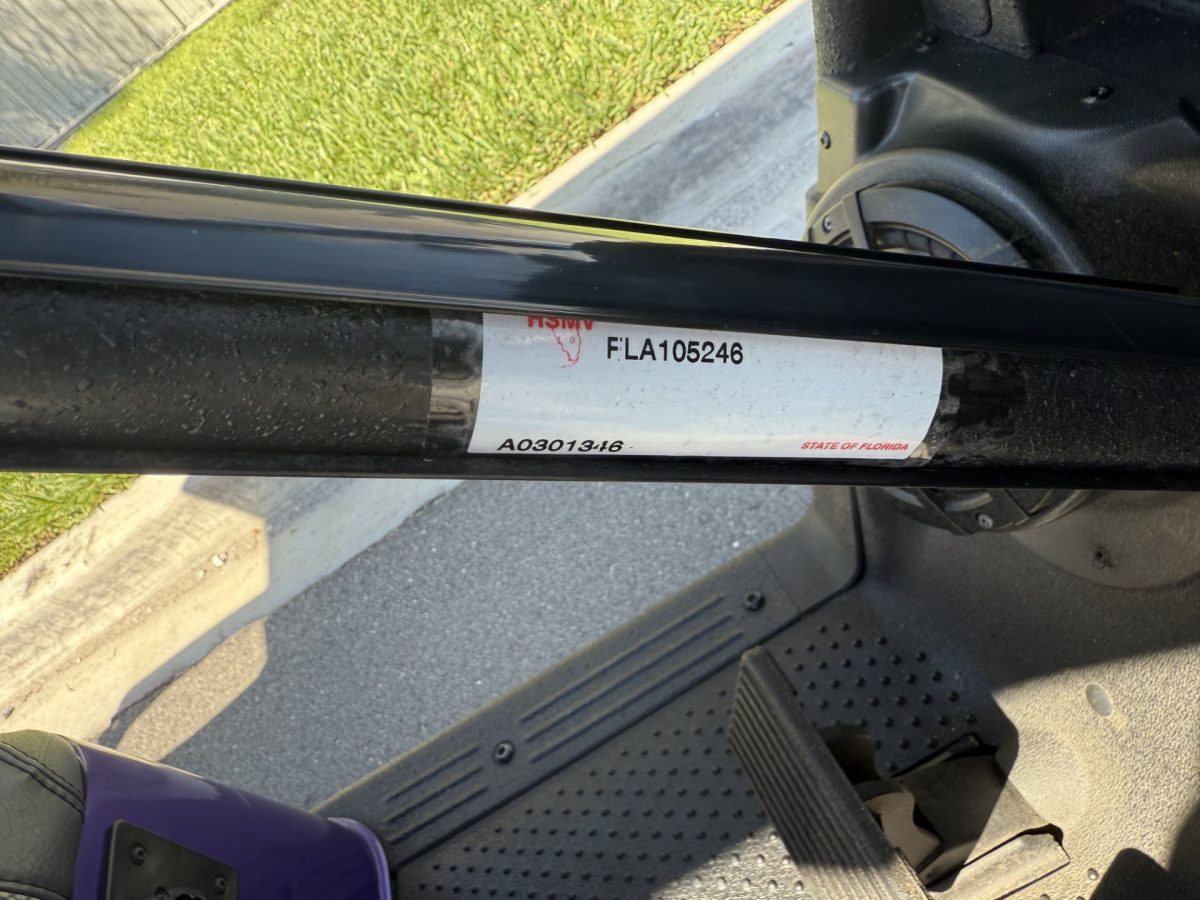 HSMV
FLA105246
A0301346
STATE OF FLORIDA